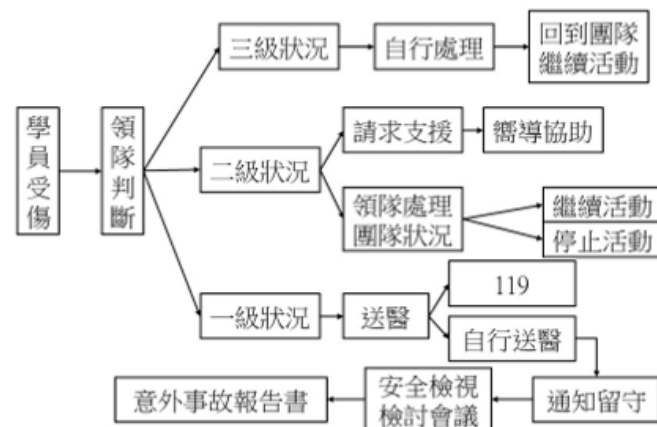 學員受傷
領隊判斷
三級狀況
自行處理
回到團隊
繼續活動
二級狀況
請求支援
嚮導協助
領隊處理
團隊狀況
繼續活動
停止活動
一級狀況
送醫
119
自行送醫
通知留守
安全檢視
檢討會議
意外事故報告書